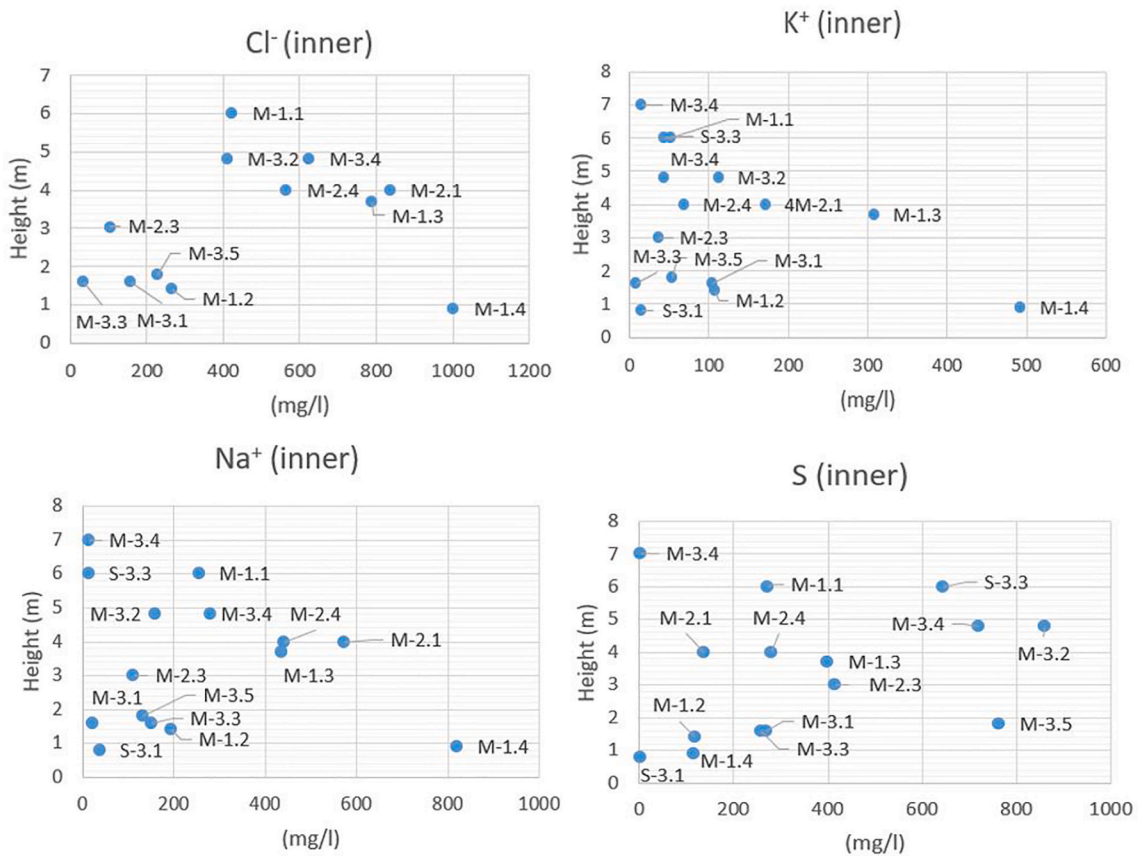 Cl⁻ (inner)
7
6
5
4
3
2
1
0
Height (m)
M-1.1
M-3.2
M-3.4
M-2.4
M-2.1
M-1.3
M-2.3
M-3.5
M-1.2
M-3.3
M-3.1
M-1.4
0 200 400 600 800 1000 1200
(mg/l)
K⁺ (inner)
8
7
6
5
4
3
2
1
0
Height (m)
M-3.4
M-1.1
S-3.3
M-3.4
M-3.2
M-2.4
4M-2.1
M-1.3
M-2.3
M-3.3
M-3.5
M-3.1
M-1.2
S-3.1
M-1.4
0 100 200 300 400 500 600
(mg/l)
Na⁺ (inner)
8
7
6
5
4
3
2
1
0
Height (m)
M-3.4
S-3.3
M-1.1
M-3.2
M-3.4
M-2.4
M-2.1
M-1.3
M-2.3
M-3.1
M-3.5
M-3.3
M-1.2
S-3.1
M-1.4
0 200 400 600 800 1000
(mg/l)
S (inner)
8
7
6
5
4
3
2
1
0
Height (m)
M-3.4
M-1.1
S-3.3
M-2.1
M-2.4
M-3.4
M-3.2
M-1.3
M-2.3
M-1.2
M-3.1
M-3.5
M-3.3
M-1.4
S-3.1
0 200 400 600 800 1000
(mg/l)